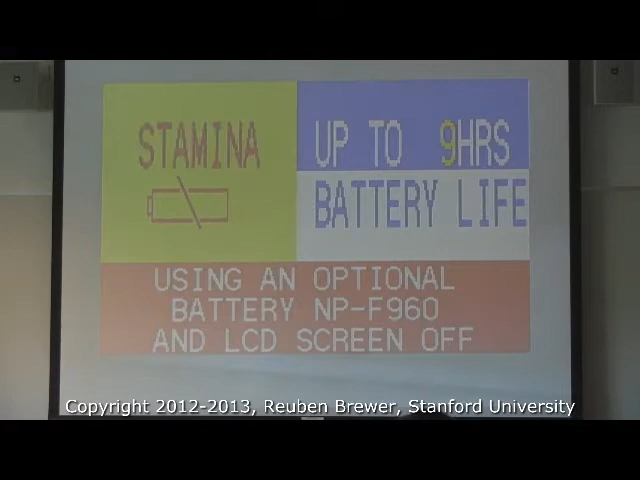 STAMINA
UP TO 9HRS
BATTERY LIFE
USING AN OPTIONAL
BATTERY NP-F960
AND LCD SCREEN OFF
Copyright 2012-2013, Reuben Brewer, Stanford University